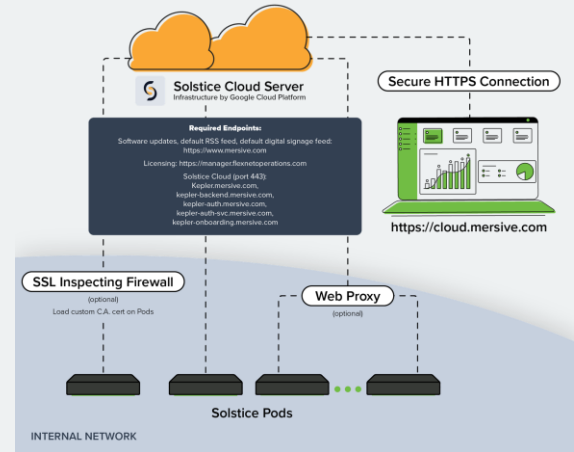 Solstice Cloud Server
Infrastructure by Google Cloud Platform
Secure HTTPS Connection
Required Endpoints:
Software updates, default RSS feed, default digital signage feed:
https://www.mersive.com
Licensing: https://manager.flexnetoperations.com
Solstice Cloud (port 443):
Kepler.mersive.com,
kepler-backend.mersive.com,
kepler-auth.mersive.com,
kepler-auth-svc.mersive.com,
kepler-onboarding.mersive.com
https://cloud.mersive.com
SSL Inspecting Firewall
(optional)
Load custom C.A. cert on Pods
Web Proxy
(optional)
Solstice Pods
INTERNAL NETWORK